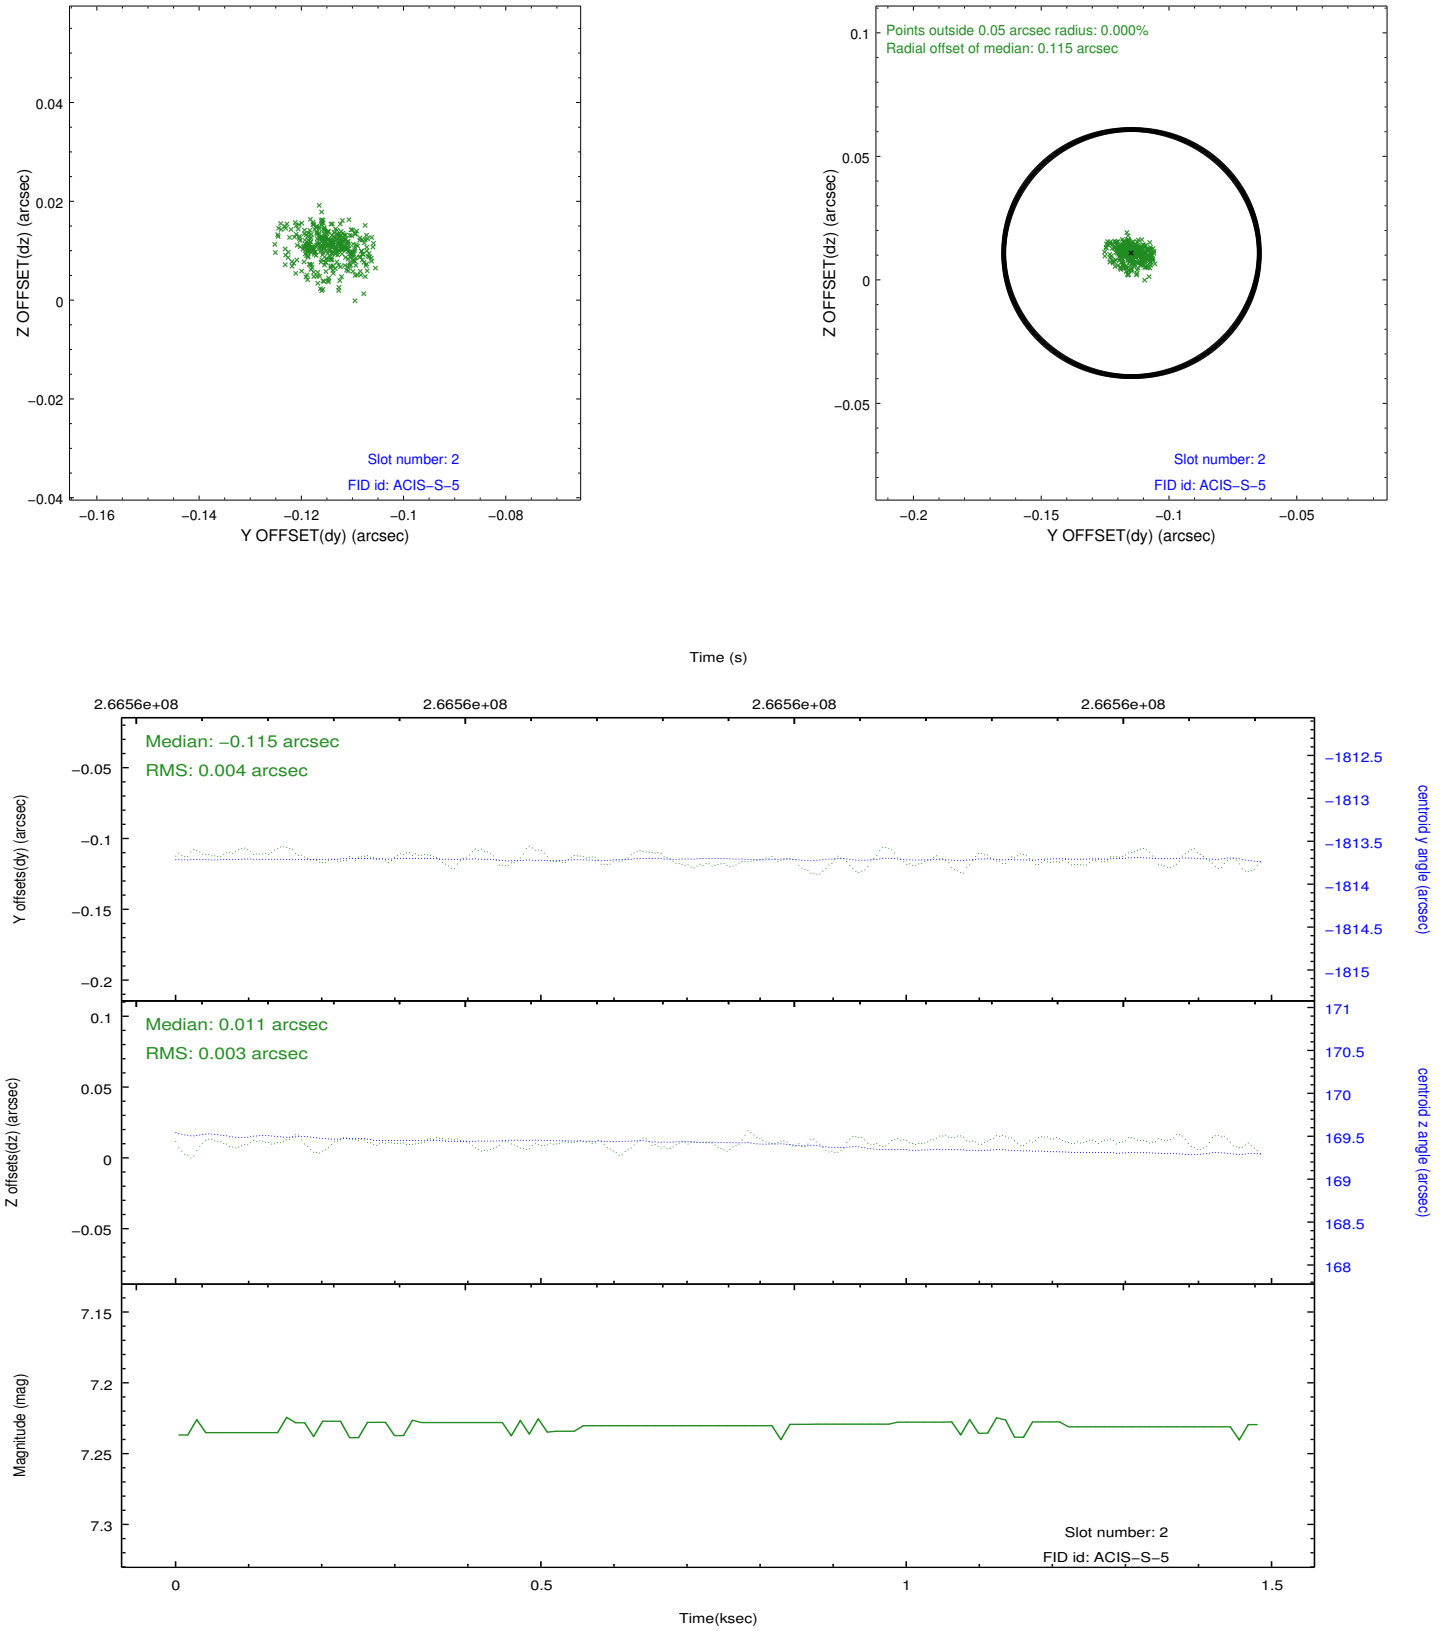 0.04
0.02
0
−0.02
−0.04
Z OFFSET(dz) (arcsec)
Slot number: 2
FID id: ACIS−S−5
−0.16 −0.14 −0.12 −0.1 −0.08
Y OFFSET(dy) (arcsec)
Points outside 0.05 arcsec radius: 0.000%
Radial offset of median: 0.115 arcsec
0.1
0.05
0
−0.05
Z OFFSET(dz) (arcsec)
Slot number: 2
FID id: ACIS−S−5
−0.2 −0.15 −0.1 −0.05
Y OFFSET(dy) (arcsec)
Time (s)
2.6656e+08 2.6656e+08 2.6656e+08 2.6656e+08
Median: −0.115 arcsec
RMS: 0.004 arcsec
−0.05
−0.1
−0.15
−0.2
Y offsets(dy) (arcsec)
−1812.5
−1813
−1813.5
−1814
−1814.5
−1815
centroid y angle (arcsec)
Median: 0.011 arcsec
RMS: 0.003 arcsec
0.1
0.05
0
−0.05
Z offsets(dz) (arcsec)
171
170.5
170
169.5
169
168.5
168
centroid z angle (arcsec)
7.15
7.2
7.25
7.3
Magnitude (mag)
Slot number: 2
FID id: ACIS−S−5
0 0.5 1 1.5
Time(ksec)